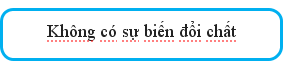 Không có sự biến đổi chất